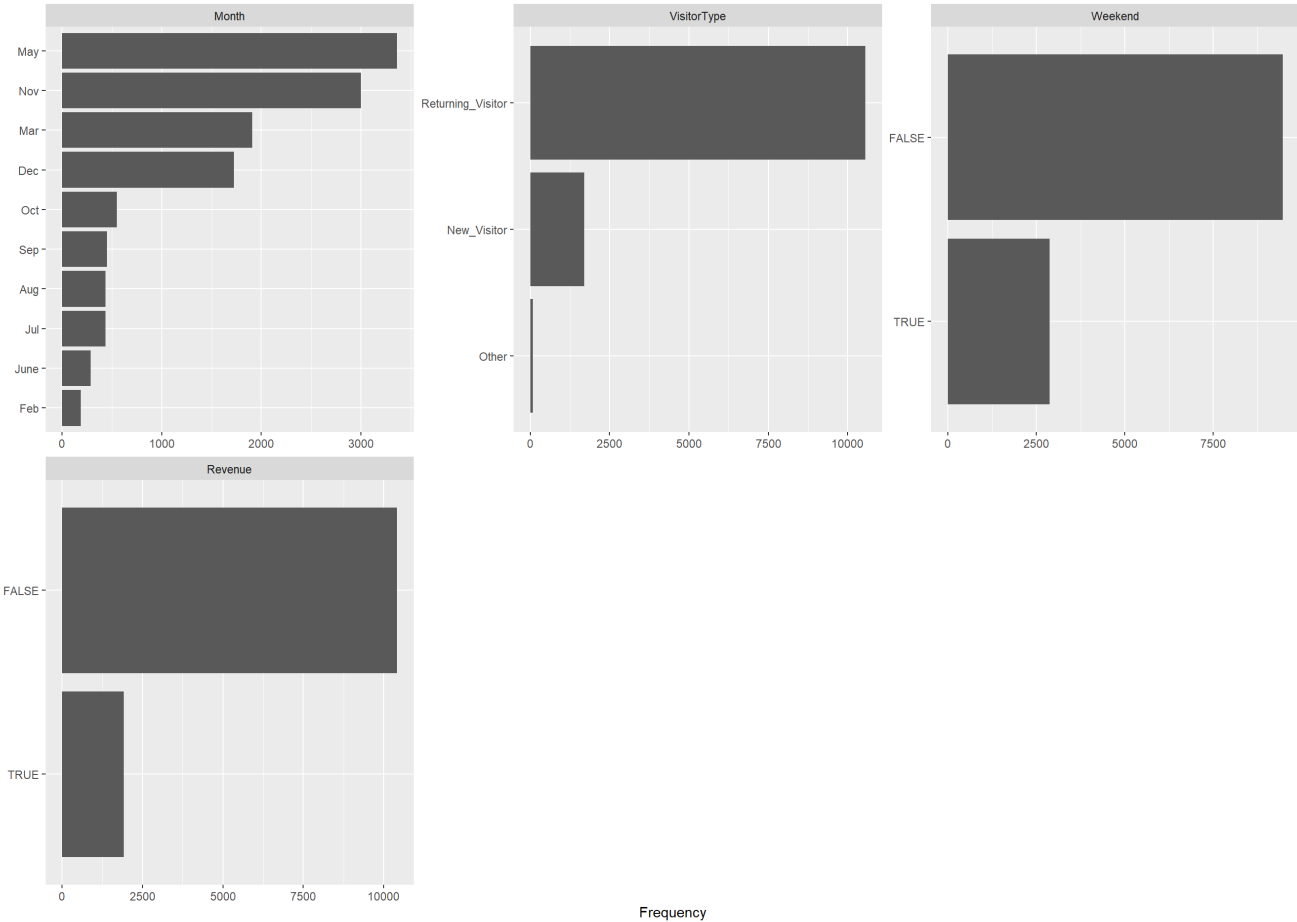 Month
May
Nov
Mar
Dec
Oct
Sep
Aug
Jul
June
Feb
0 1000 2000 3000
VisitorType
Returning_Visitor
New_Visitor
Other
0 2500 5000 7500 10000
Weekend
FALSE
TRUE
0 2500 5000 7500
Revenue
FALSE
TRUE
0 2500 5000 7500 10000
Frequency